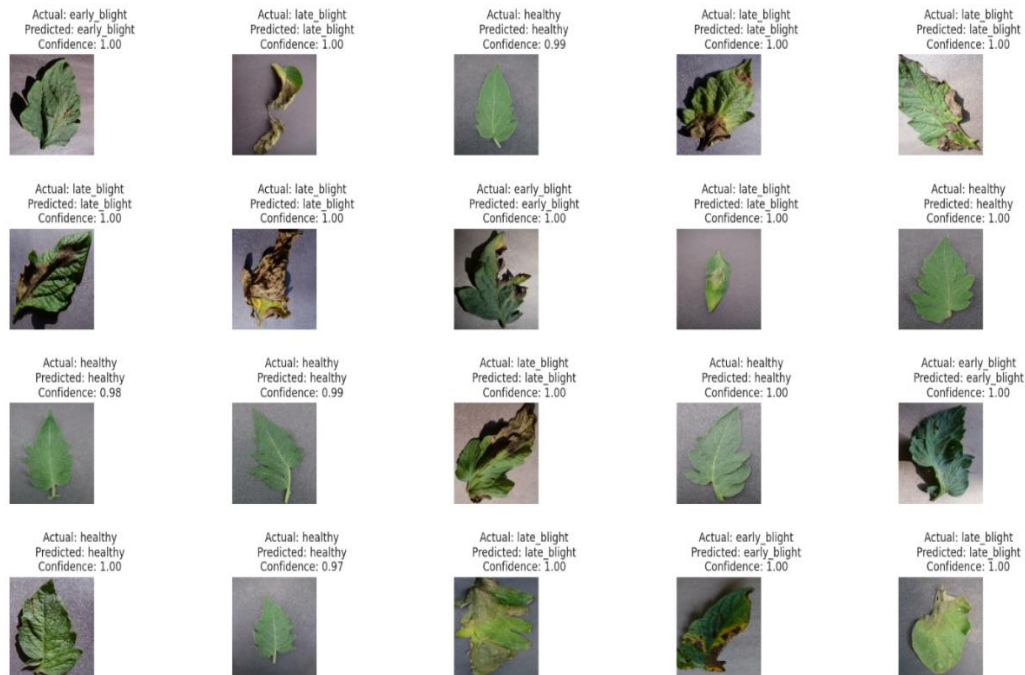 Actual: early_blight
Predicted: early_blight
Confidence: 1.00
Actual: late_blight
Predicted: late_blight
Confidence: 1.00
Actual: healthy
Predicted: healthy
Confidence: 0.99
Actual: late_blight
Predicted: late_blight
Confidence: 1.00
Actual: late_blight
Predicted: late_blight
Confidence: 1.00
Actual: late_blight
Predicted: late_blight
Confidence: 1.00
Actual: late_blight
Predicted: late_blight
Confidence: 1.00
Actual: early_blight
Predicted: early_blight
Confidence: 1.00
Actual: late_blight
Predicted: late_blight
Confidence: 1.00
Actual: healthy
Predicted: healthy
Confidence: 1.00
Actual: healthy
Predicted: healthy
Confidence: 0.98
Actual: healthy
Predicted: healthy
Confidence: 0.99
Actual: late_blight
Predicted: late_blight
Confidence: 1.00
Actual: healthy
Predicted: healthy
Confidence: 1.00
Actual: early_blight
Predicted: early_blight
Confidence: 1.00
Actual: healthy
Predicted: healthy
Confidence: 1.00
Actual: healthy
Predicted: healthy
Confidence: 0.97
Actual: late_blight
Predicted: late_blight
Confidence: 1.00
Actual: early_blight
Predicted: early_blight
Confidence: 1.00
Actual: late_blight
Predicted: late_blight
Confidence: 1.00